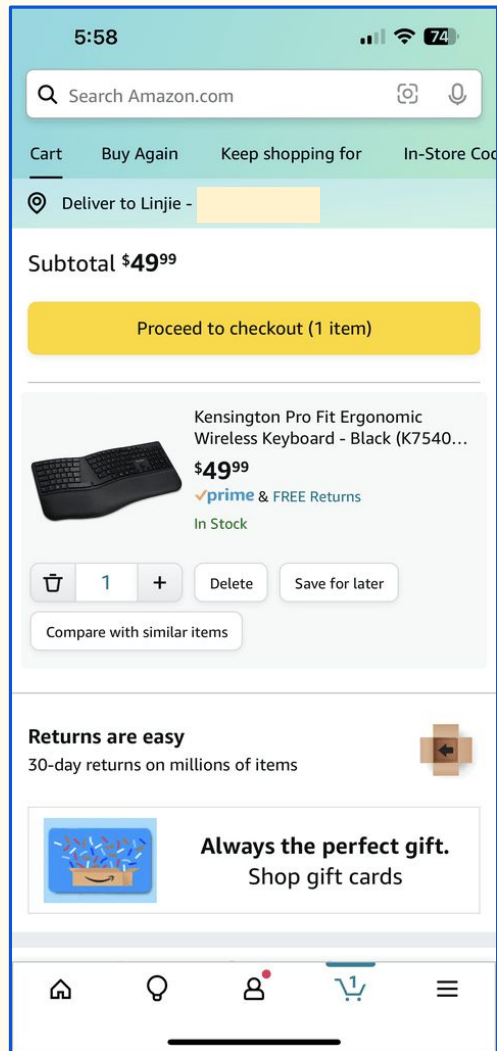 5:58
74
Search Amazon.com
Cart Buy Again Keep shopping for In-Store Coc
Deliver to Linjie -
Subtotal $49⁹⁹
Proceed to checkout (1 item)
Kensington Pro Fit Ergonomic
Wireless Keyboard - Black (K7540...
$49⁹⁹
prime & FREE Returns
In Stock
1 + Delete Save for later
Compare with similar items
Returns are easy
30-day returns on millions of items
Always the perfect gift.
Shop gift cards
1